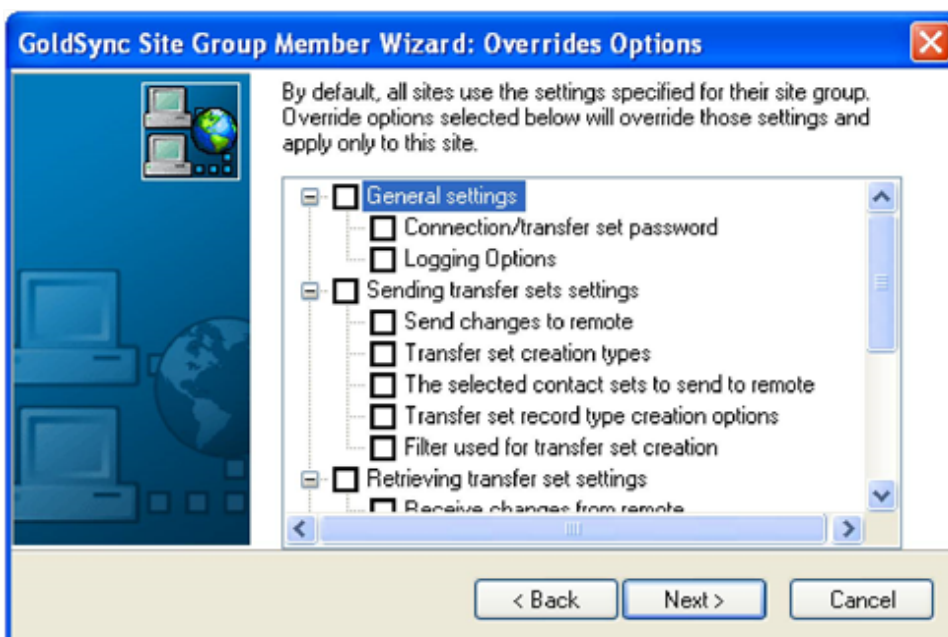 GoldSync Site Group Member Wizard: Overrides Options
By default, all sites use the settings specified for their site group.
Override options selected below will override those settings and
apply only to this site.
General settings
Connection/transfer set password
Logging Options
Sending transfer sets settings
Send changes to remote
Transfer set creation types
The selected contact sets to send to remote
Transfer set record type creation options
Filter used for transfer set creation
Retrieving transfer set settings
Receive changes from remote
< Back
Next >
Cancel